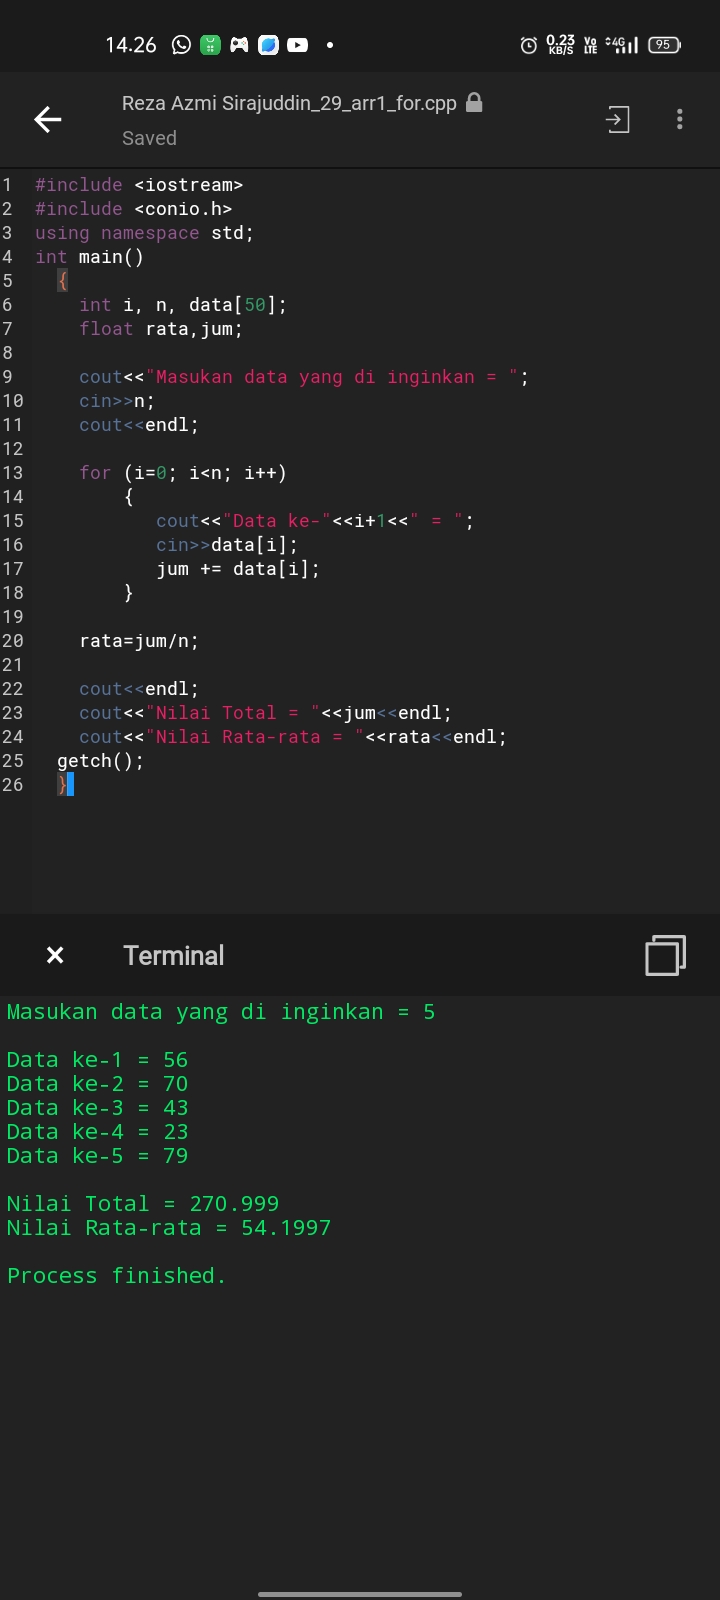 14.26
0.23 KB/S Vo LTE 4G 95
Reza Azmi Sirajuddin_29_arr1_for.cpp
Saved
1 #include <iostream>
2 #include <conio.h>
3 using namespace std;
4 int main()
5 {
6 int i, n, data[50];
7 float rata,jum;
8
9 cout<<"Masukan data yang di inginkan = ";
10 cin>>n;
11 cout<<endl;
12
13 for (i=0; i<n; i++)
14 {
15 cout<<"Data ke-"<<i+1<<" = ";
16 cin>>data[i];
17 jum += data[i];
18 }
19
20 rata=jum/n;
21
22 cout<<endl;
23 cout<<"Nilai Total = "<<jum<<endl;
24 cout<<"Nilai Rata-rata = "<<rata<<endl;
25 getch();
26 }
Terminal
Masukan data yang di inginkan = 5
Data ke-1 = 56
Data ke-2 = 70
Data ke-3 = 43
Data ke-4 = 23
Data ke-5 = 79
Nilai Total = 270.999
Nilai Rata-rata = 54.1997
Process finished.